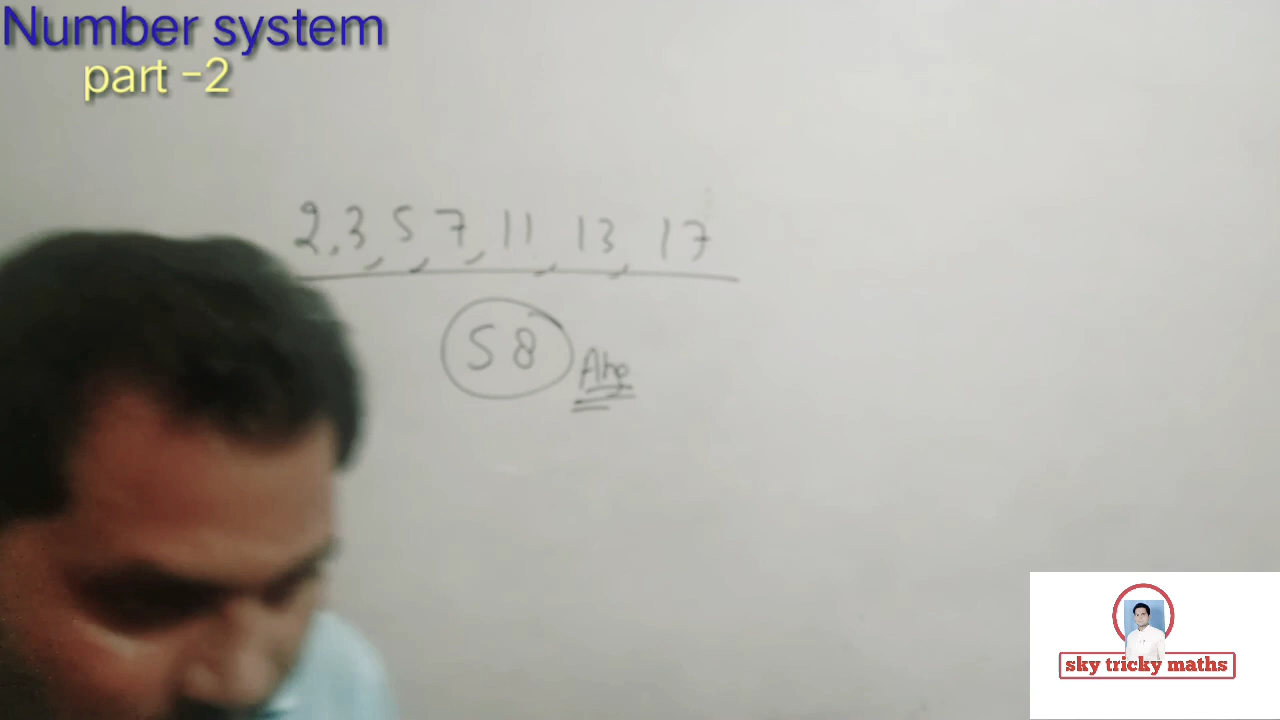 Number system
part -2
2,3, 5, 7, 11, 13, 17
58 Ans
sky tricky maths